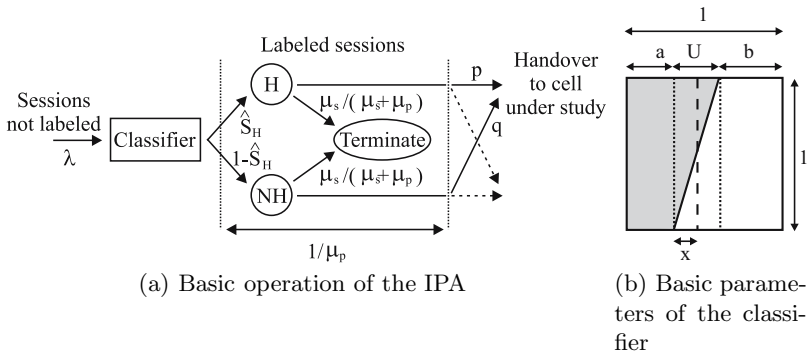 Labeled sessions
Sessions
not labeled
λ
Classifier
Ŝ_H
1-Ŝ_H
H
NH
μ_s/(μ_s+μ_p)
Terminate
μ_s/(μ_s+μ_p)
1/μ_p
p
q
Handover
to cell
under study
(a) Basic operation of the IPA
1
a
U
b
1
x
(b) Basic parame-
ters of the classi-
fier